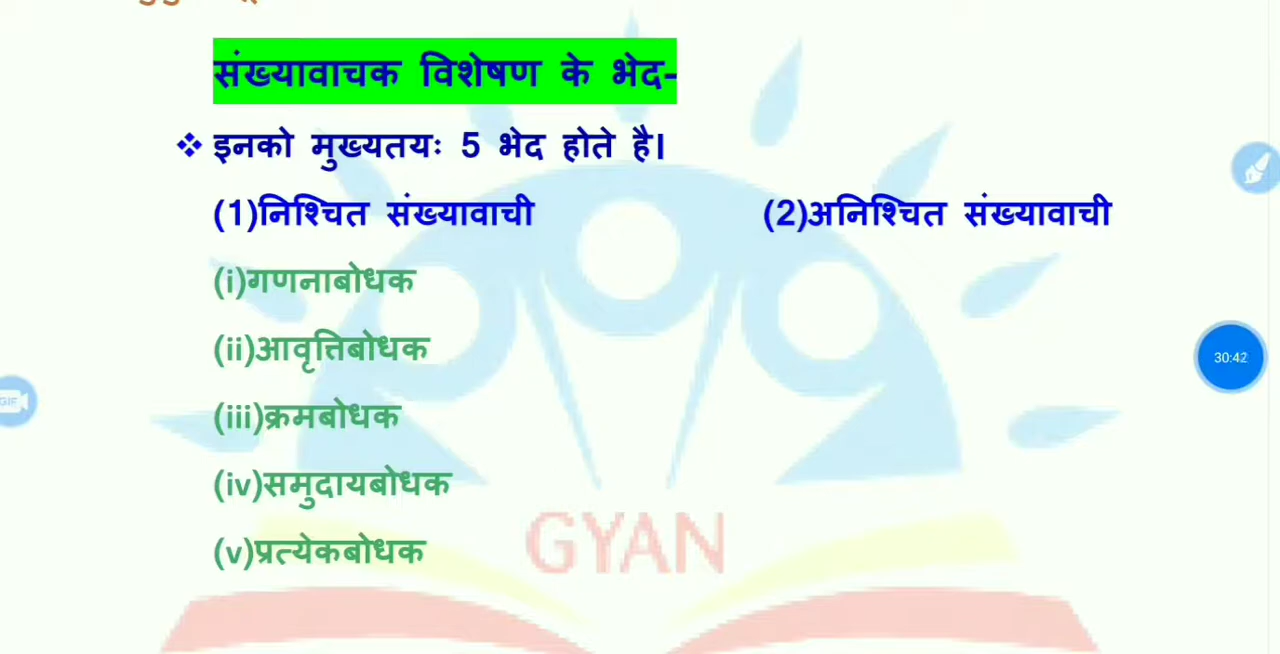 संख्यावाचक विशेषण के भेद-
❖ इनको मुख्यतयः 5 भेद होते है।
(1)निश्चित संख्यावाची (2)अनिश्चित संख्यावाची
(i)गणनाबोधक
(ii)आवृत्तिबोधक
30:42
GIF
(iii)क्रमबोधक
(iv)समुदायबोधक
(v)प्रत्येकबोधक
GYAN